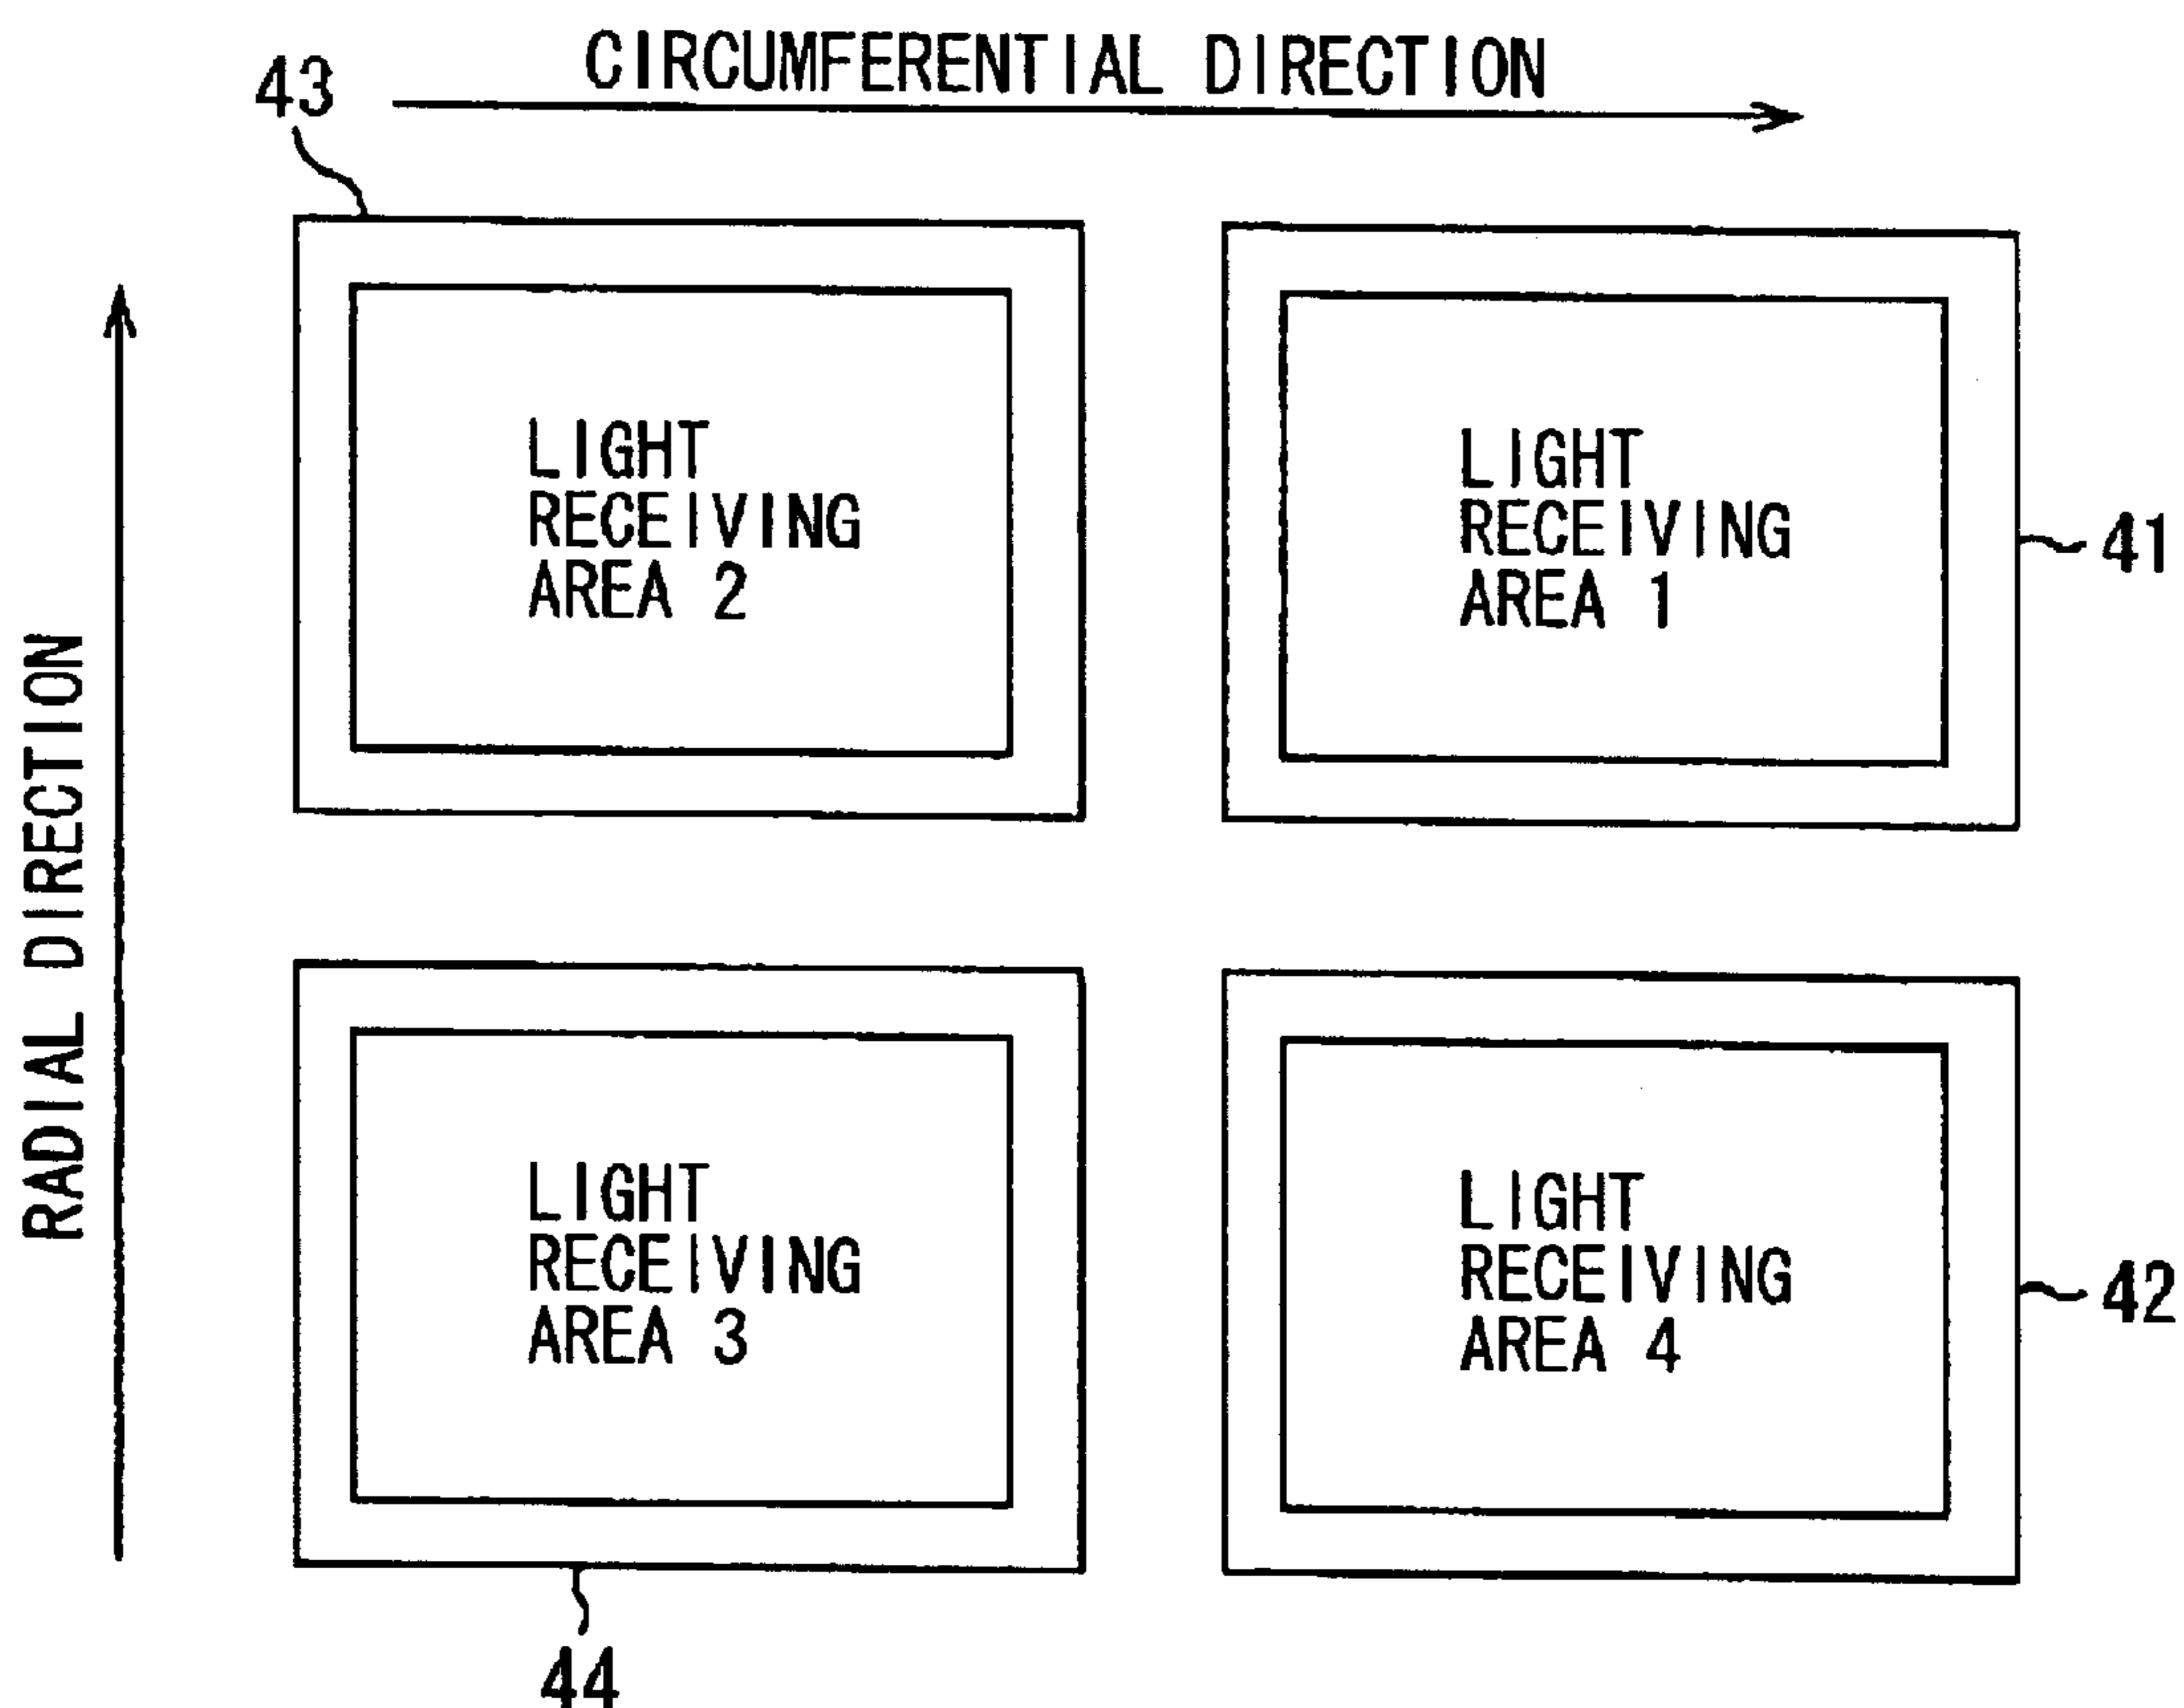 CIRCUMFERENTIAL DIRECTION
43
LIGHT
RECEIVING
AREA 2
LIGHT
RECEIVING
AREA 1
41
RADIAL DIRECTION
LIGHT
RECEIVING
AREA 3
LIGHT
RECEIVING
AREA 4
42
44